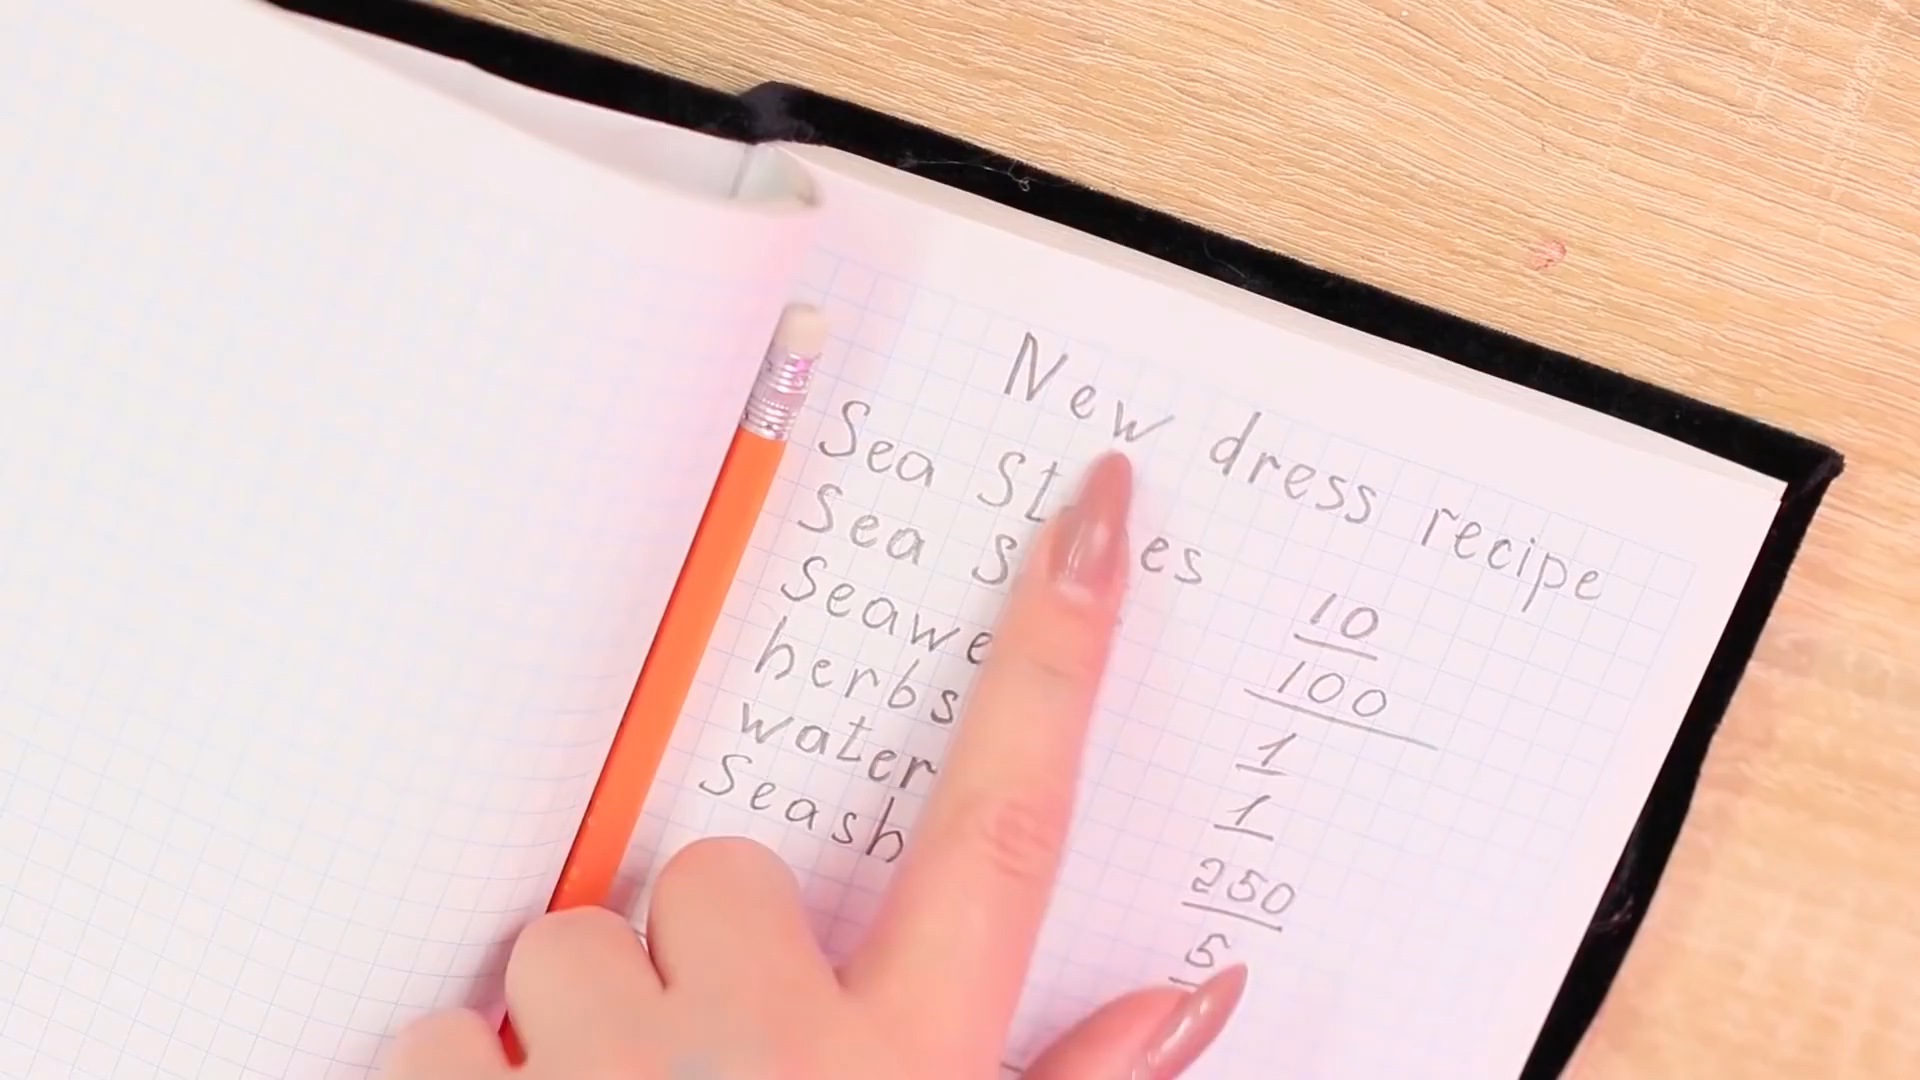 New dress recipe
Sea 10
Sea 100
1
herbs 1
water 250
5